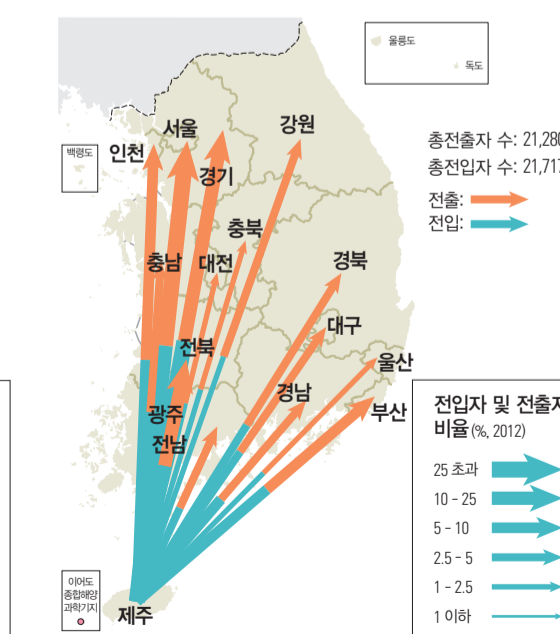 울릉도
독도
백령도
인천
서울
강원
경기
총전출자 수: 21,280
총전입자 수: 21,717
전출:
전입:
충북
충남
대전
경북
대구
전북
울산
경남
광주
부산
전남
전입자 및 전출자
비율(%, 2012)
25 초과
10 - 25
5 - 10
2.5 - 5
1 - 2.5
1 이하
이어도
종합해양
과학기지
제주